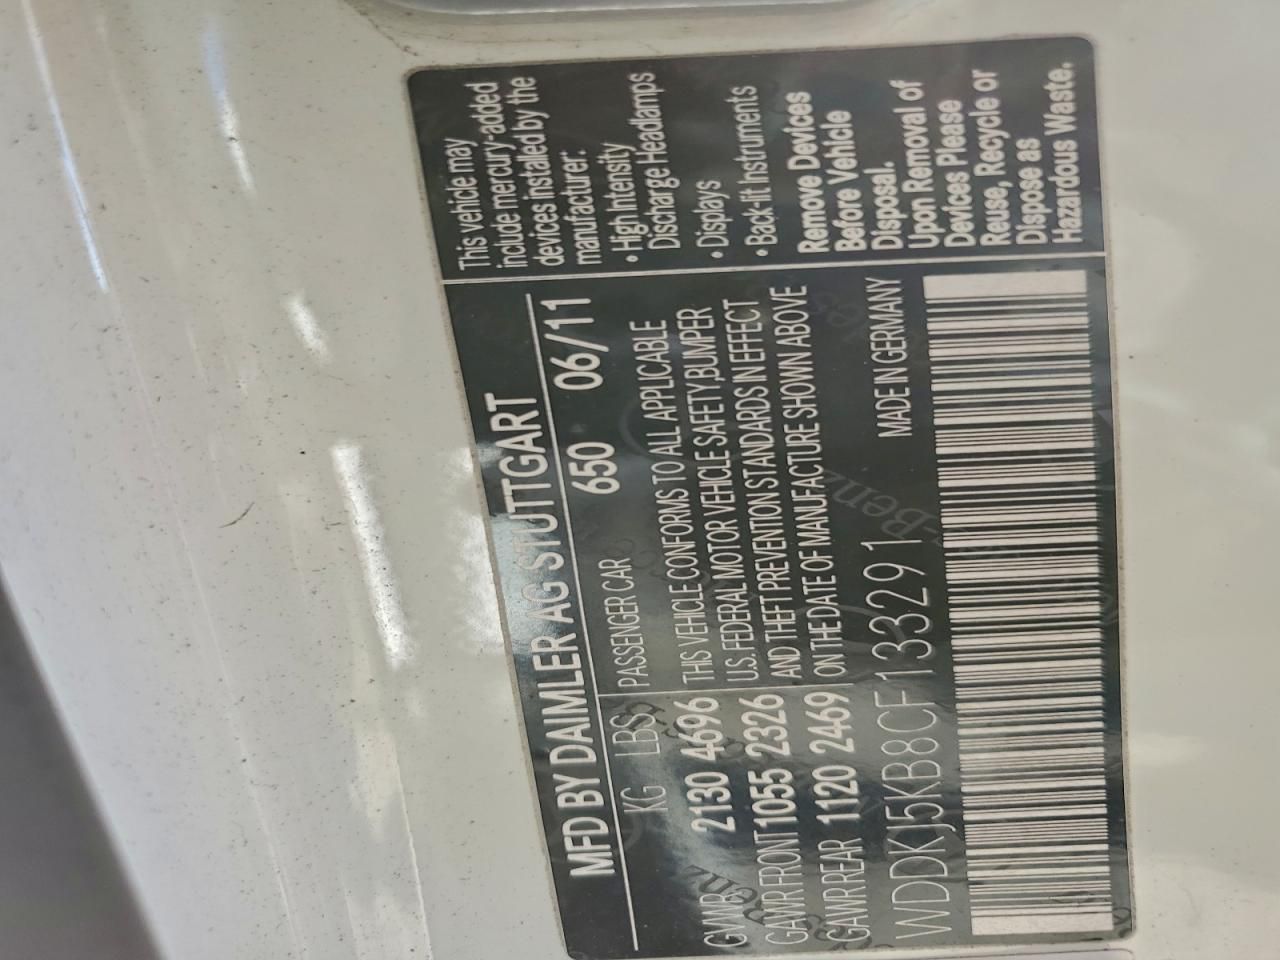 MFD BY DAIMLER AG STUTTGART
650 06/11
KG LBS
GVWR 2130 4696
GAWR FRONT 1055 2326
GAWR REAR 1120 2469
PASSENGER CAR
THIS VEHICLE CONFORMS TO ALL APPLICABLE
U.S. FEDERAL MOTOR VEHICLE SAFETY,BUMPER
AND THEFT PREVENTION STANDARDS IN EFFECT
ON THE DATE OF MANUFACTURE SHOWN ABOVE
MADE IN GERMANY
WDDKJ5KB8CF133291
This vehicle may
include mercury-added
devices installed by the
manufacturer:
• High Intensity
Discharge Headlamps
• Displays
• Back-lit Instruments
Remove Devices
Before Vehicle
Disposal.
Upon Removal of
Devices Please
Reuse, Recycle or
Dispose as
Hazardous Waste.